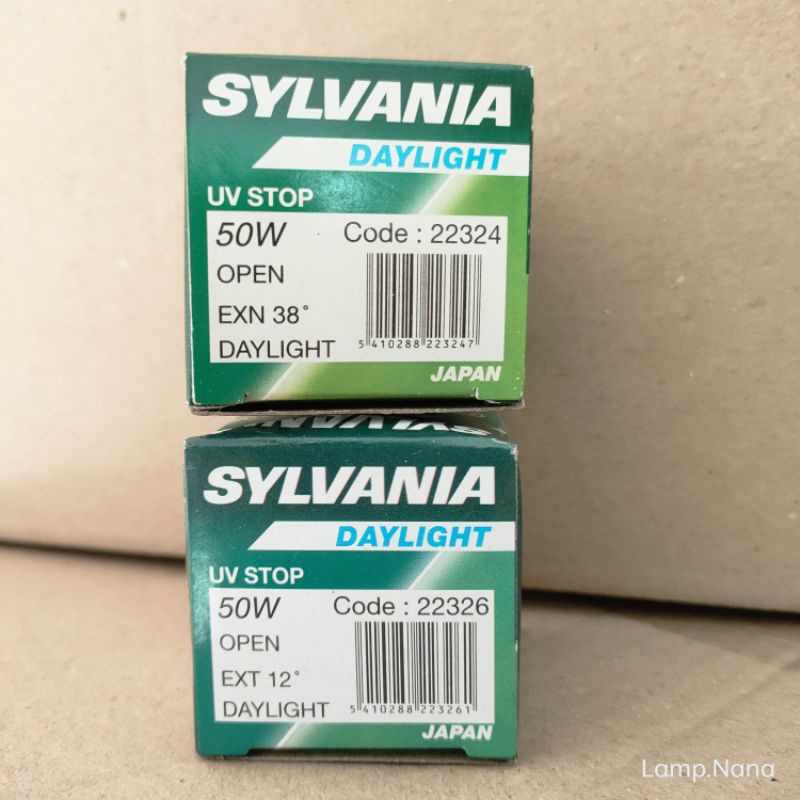 SYLVANIA
DAYLIGHT
UV STOP
50W Code : 22324
OPEN
EXN 38°
DAYLIGHT
5 410288 223247
JAPAN
SYLVANIA
SYLVANIA
DAYLIGHT
UV STOP
50W Code : 22326
OPEN
EXT 12°
DAYLIGHT
5 410288 223261
JAPAN
Lamp.Nana